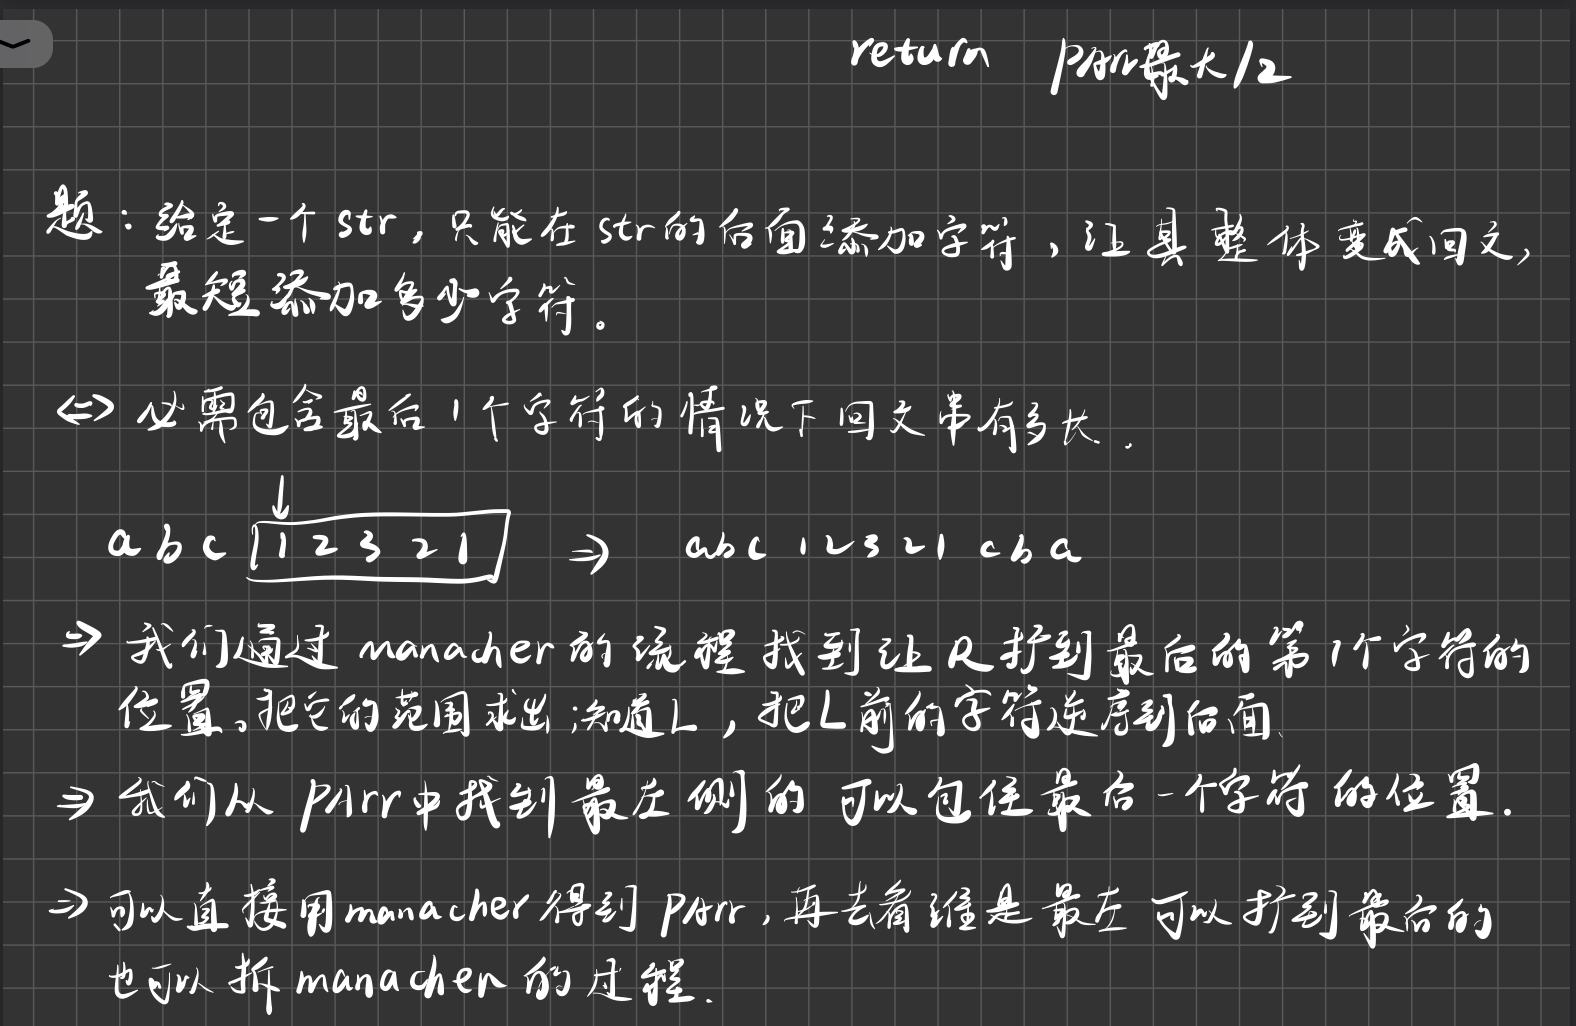 return pArr最大/2
题：给定一个str，只能在str的后面添加字符，让其整体变成回文，
最短添加多少字符。
<=> 必需包含最后1个字符的情况下回文串有多长.
abc 12321 => abc12321cba
=> 我们通过manacher的流程找到让R扩到最后的第1个字符的
位置。把它的范围求出;知道L，把L前的字符逆序到后面.
=> 我们从pArr中找到最左侧的可以包住最后一个字符的位置.
=> 可以直接用manacher得到pArr，再去看谁是最左可以扩到最后的
也可以拆manacher的过程.